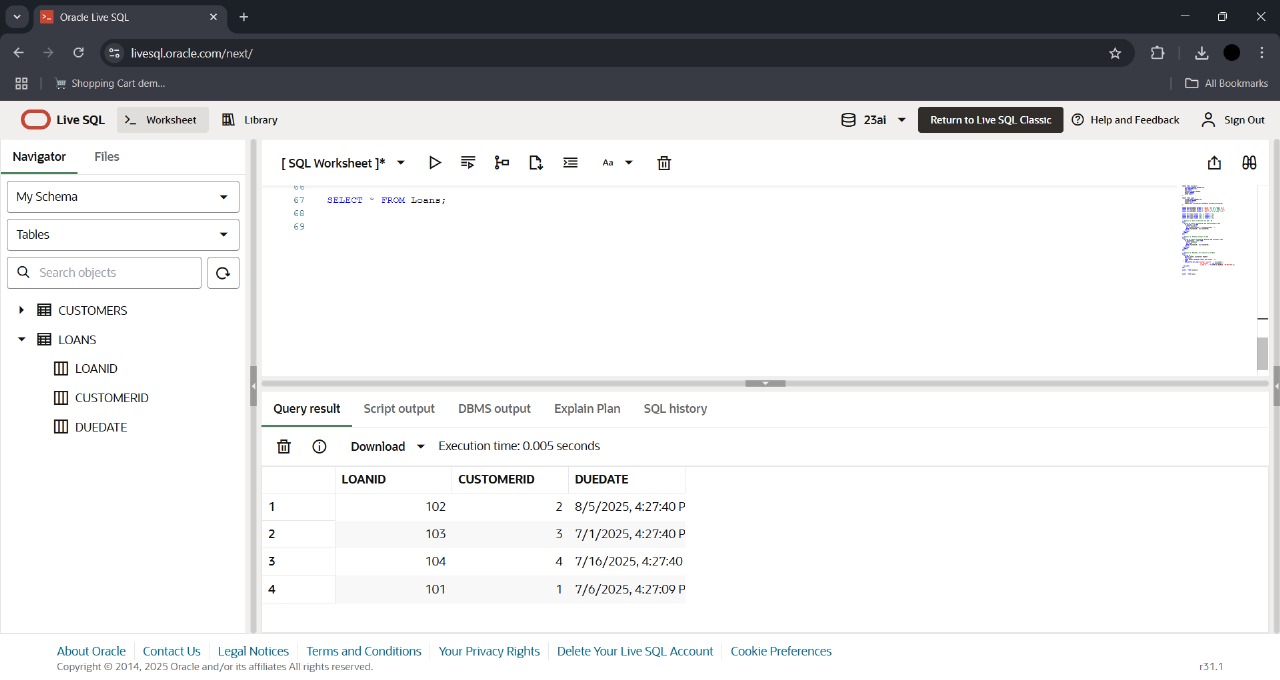 Oracle Live SQL
livesql.oracle.com/next/
Shopping Cart dem...
All Bookmarks
Live SQL
Worksheet
Library
23ai
Return to Live SQL Classic
Help and Feedback
Sign Out
Navigator
Files
[ SQL Worksheet ]*
Aa
My Schema
Tables
Search objects
CUSTOMERS
LOANS
LOANID
CUSTOMERID
DUEDATE
66
67 SELECT * FROM Loans;
68
69
Query result
Script output
DBMS output
Explain Plan
SQL history
Download
Execution time: 0.005 seconds
LOANID CUSTOMERID DUEDATE
1 102 2 8/5/2025, 4:27:40 P
2 103 3 7/1/2025, 4:27:40 P
3 104 4 7/16/2025, 4:27:40
4 101 1 7/6/2025, 4:27:09 P
About Oracle
Contact Us
Legal Notices
Terms and Conditions
Your Privacy Rights
Delete Your Live SQL Account
Cookie Preferences
Copyright © 2014, 2025 Oracle and/or its affiliates All rights reserved.
r31.1